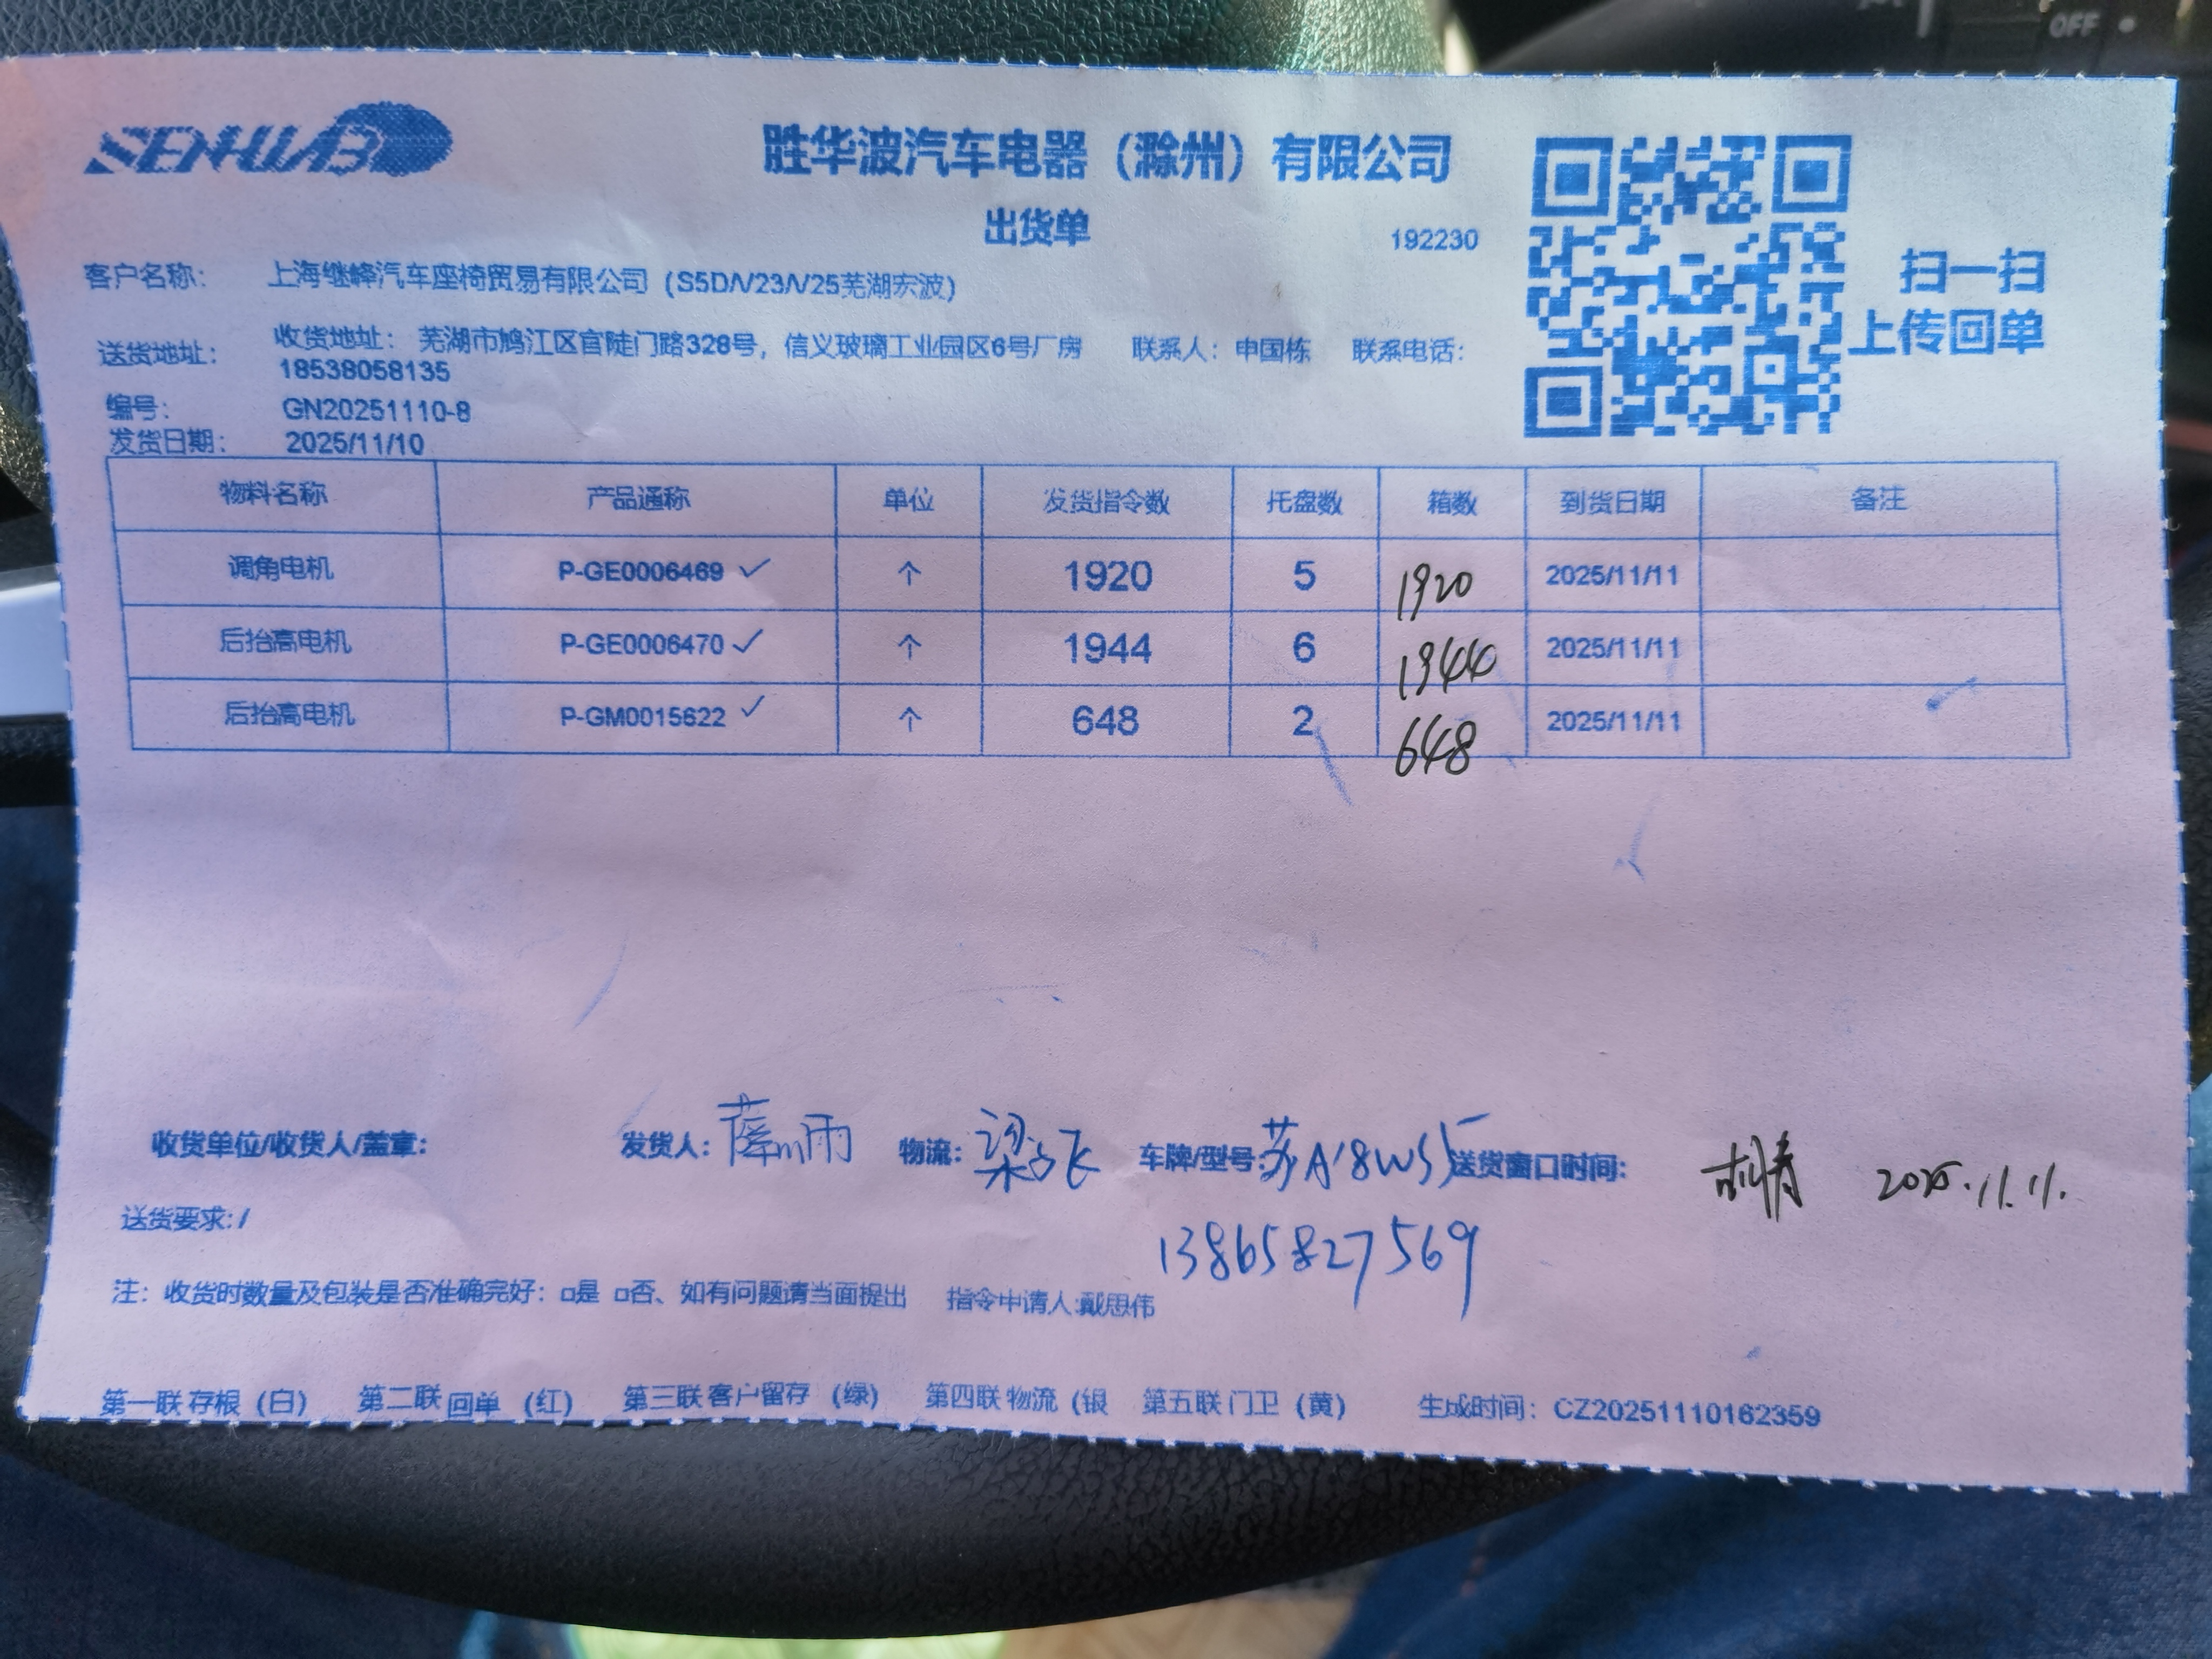 SENHWAB
胜华波汽车电器（滁州）有限公司
出货单
192230
扫一扫
上传回单
客户名称： 上海继峰汽车座椅贸易有限公司（S5D/V23/V25芜湖宏波）
送货地址： 收货地址： 芜湖市鸠江区官陡门路328号，信义玻璃工业园区6号厂房 联系人：申国栋 联系电话：
18538058135
编号： GN20251110-8
发货日期： 2025/11/10
物料名称 产品通称 单位 发货指令数 托盘数 箱数 到货日期 备注
调角电机 P-GE0006469 ✓ 个 1920 5 1920 2025/11/11
后抬高电机 P-GE0006470 ✓ 个 1944 6 1944 2025/11/11
后抬高电机 P-GM0015622 ✓ 个 648 2 648 2025/11/11
收货单位/收货人/盖章： 发货人： 物流： 车牌/型号： 苏A·8WS5 送货窗口时间： 2025.11.11.
送货要求:/
13865827569
注：收货时数量及包装是否准确完好：□是 □否、如有问题请当面提出 指令申请人:戴思伟
第一联存根（白） 第二联回单（红） 第三联客户留存（绿） 第四联物流（银 第五联门卫（黄） 生成时间：CZ20251110162359
OFF